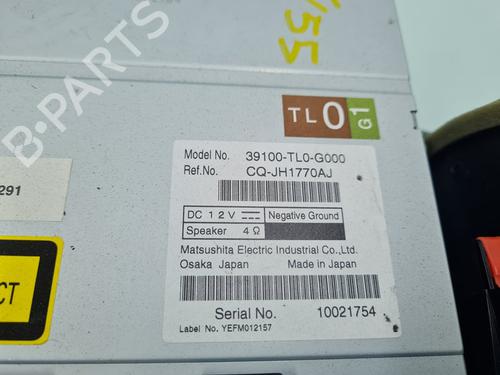 155
TL0
G1
Model No. 39100-TL0-G000
Ref.No. CQ-JH1770AJ
DC 12V Negative Ground
Speaker 4Ω
Matsushita Electric Industrial Co.,Ltd.
Osaka Japan Made in Japan
Serial No. 10021754
Label No. YEFM012157
291
CT